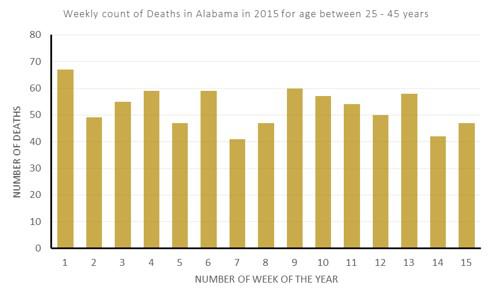 Weekly count of Deaths in Alabama in 2015 for age between 25 - 45 years
80
70
60
50
40
30
20
10
0
NUMBER OF DEATHS
1 2 3 4 5 6 7 8 9 10 11 12 13 14 15
NUMBER OF WEEK OF THE YEAR